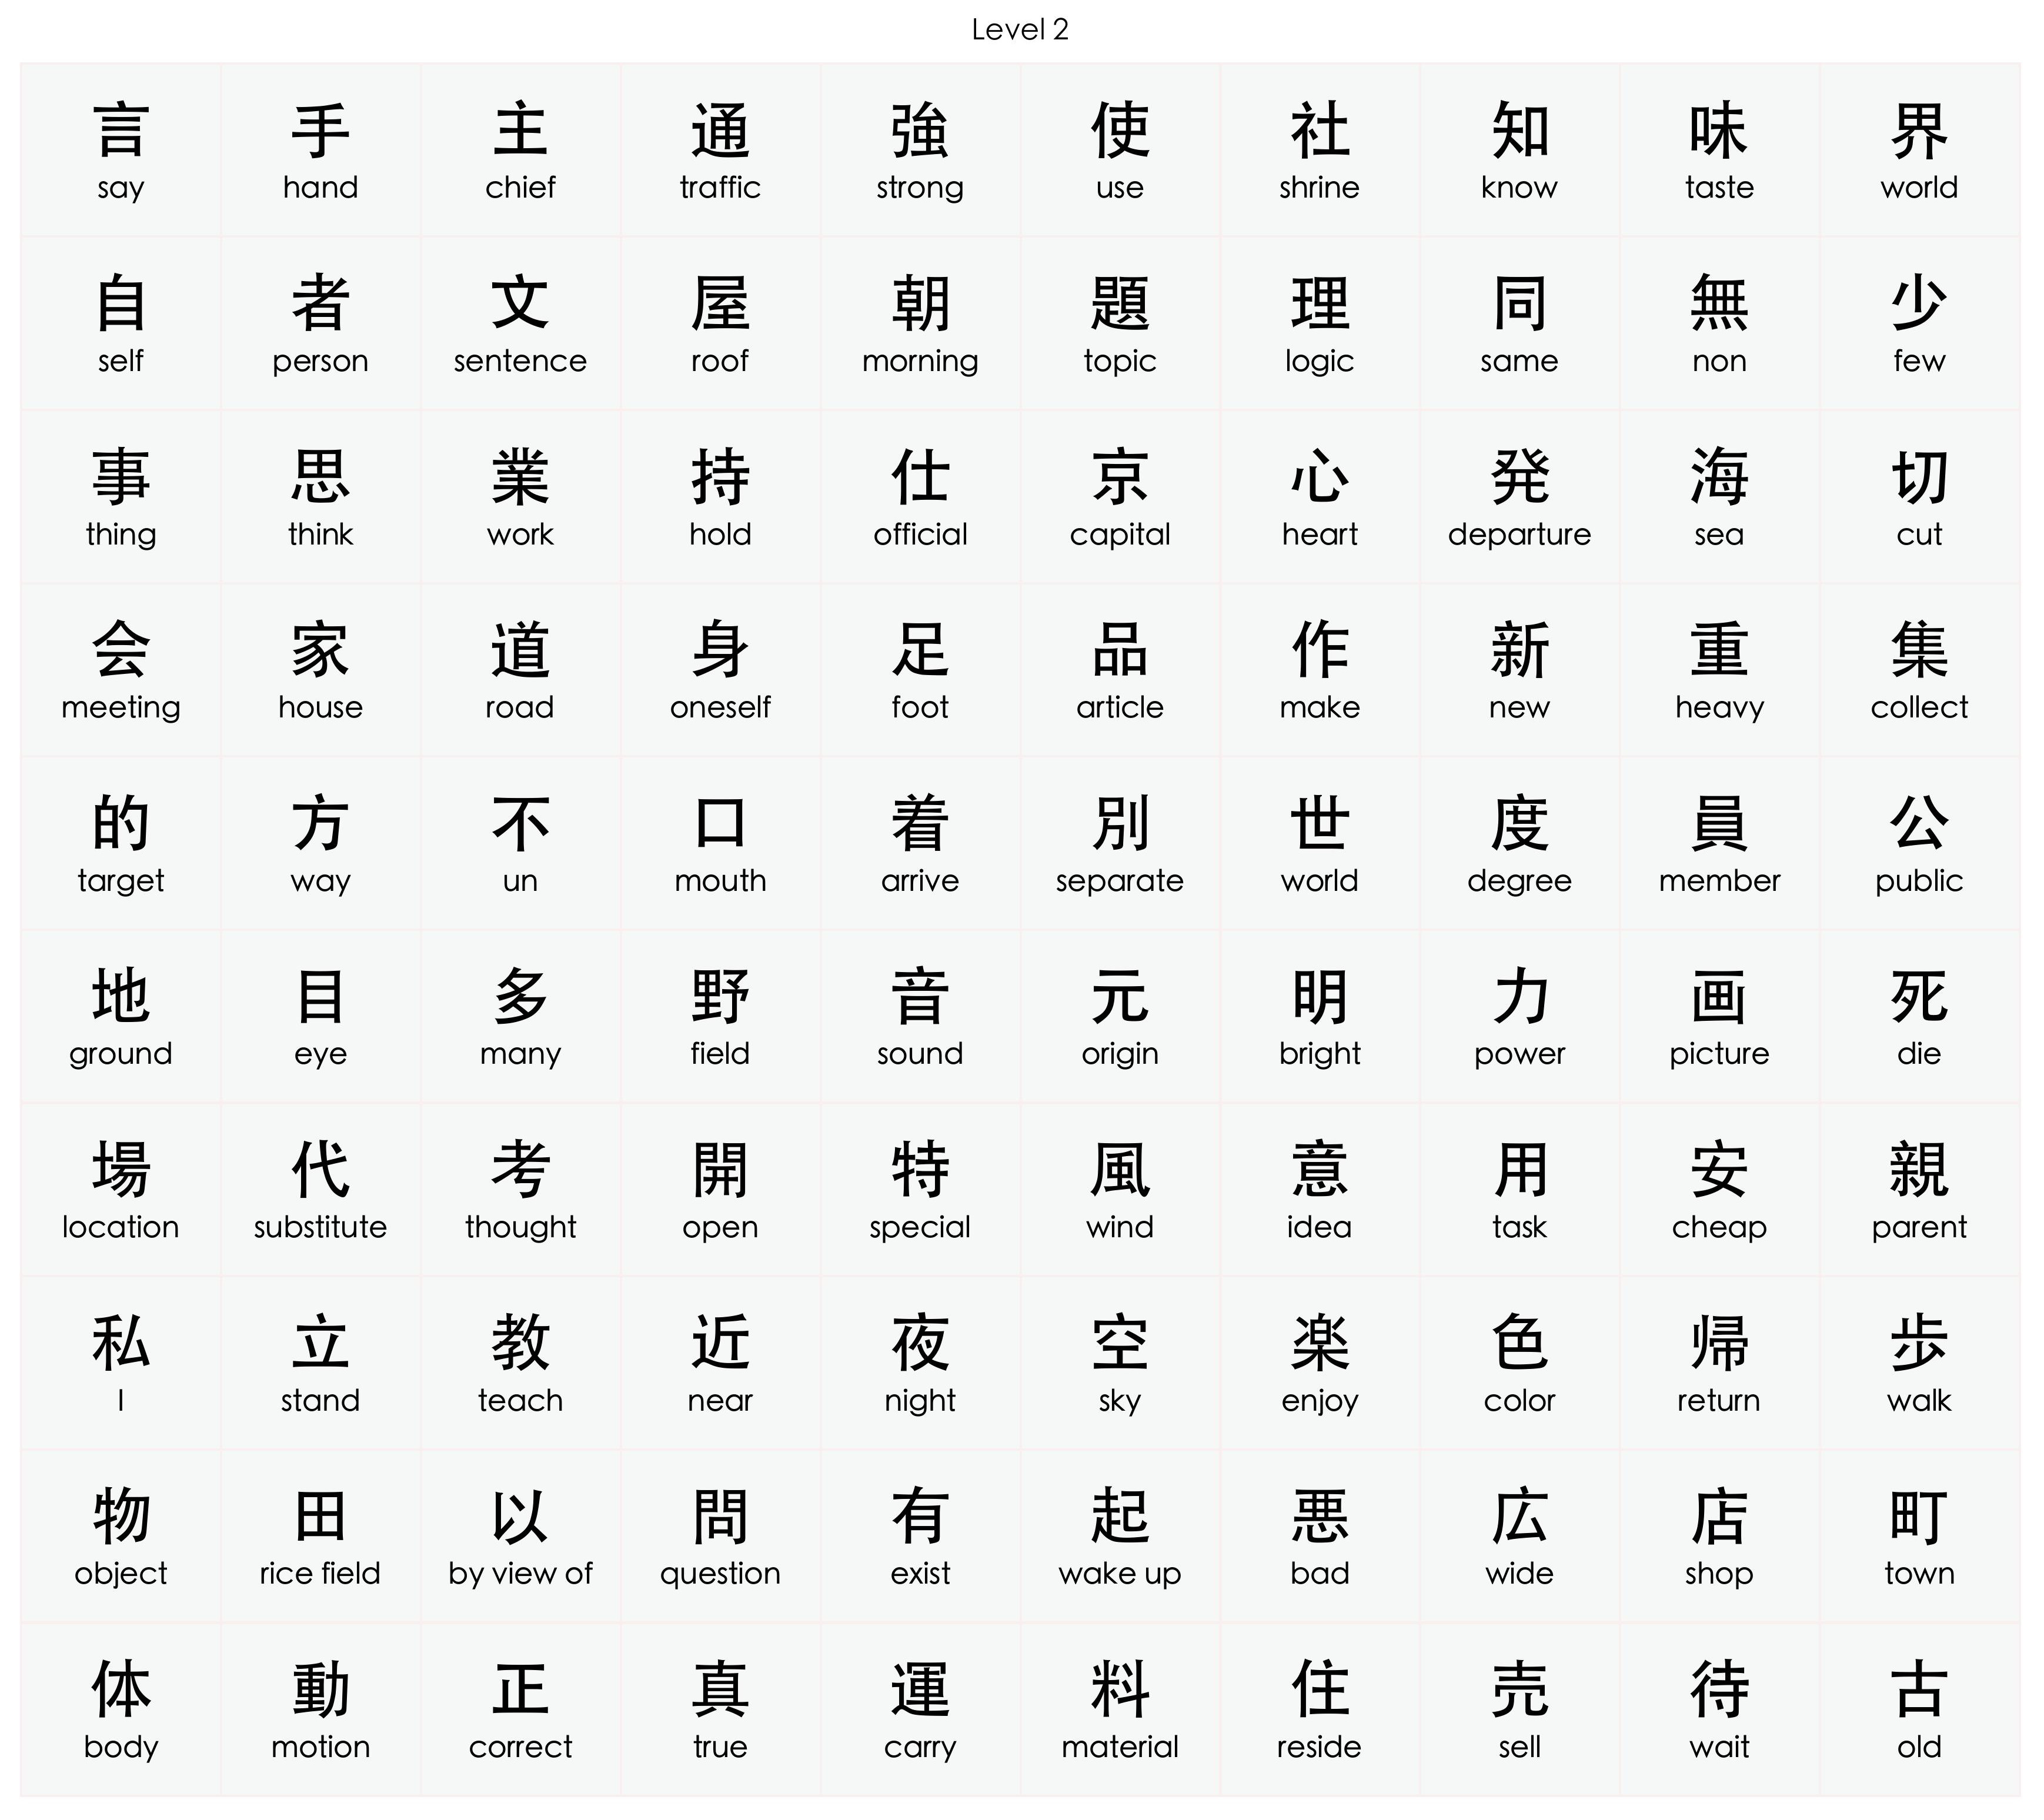 Level 2
言 手 主 通 強 使 社 知 味 界
say hand chief traffic strong use shrine know taste world
自 者 文 屋 朝 題 理 同 無 少
self person sentence roof morning topic logic same non few
事 思 業 持 仕 京 心 発 海 切
thing think work hold official capital heart departure sea cut
会 家 道 身 足 品 作 新 重 集
meeting house road oneself foot article make new heavy collect
的 方 不 口 着 別 世 度 員 公
target way un mouth arrive separate world degree member public
地 目 多 野 音 元 明 力 画 死
ground eye many field sound origin bright power picture die
場 代 考 開 特 風 意 用 安 親
location substitute thought open special wind idea task cheap parent
私 立 教 近 夜 空 楽 色 帰 歩
I stand teach near night sky enjoy color return walk
物 田 以 問 有 起 悪 広 店 町
object rice field by view of question exist wake up bad wide shop town
体 動 正 真 運 料 住 売 待 古
body motion correct true carry material reside sell wait old